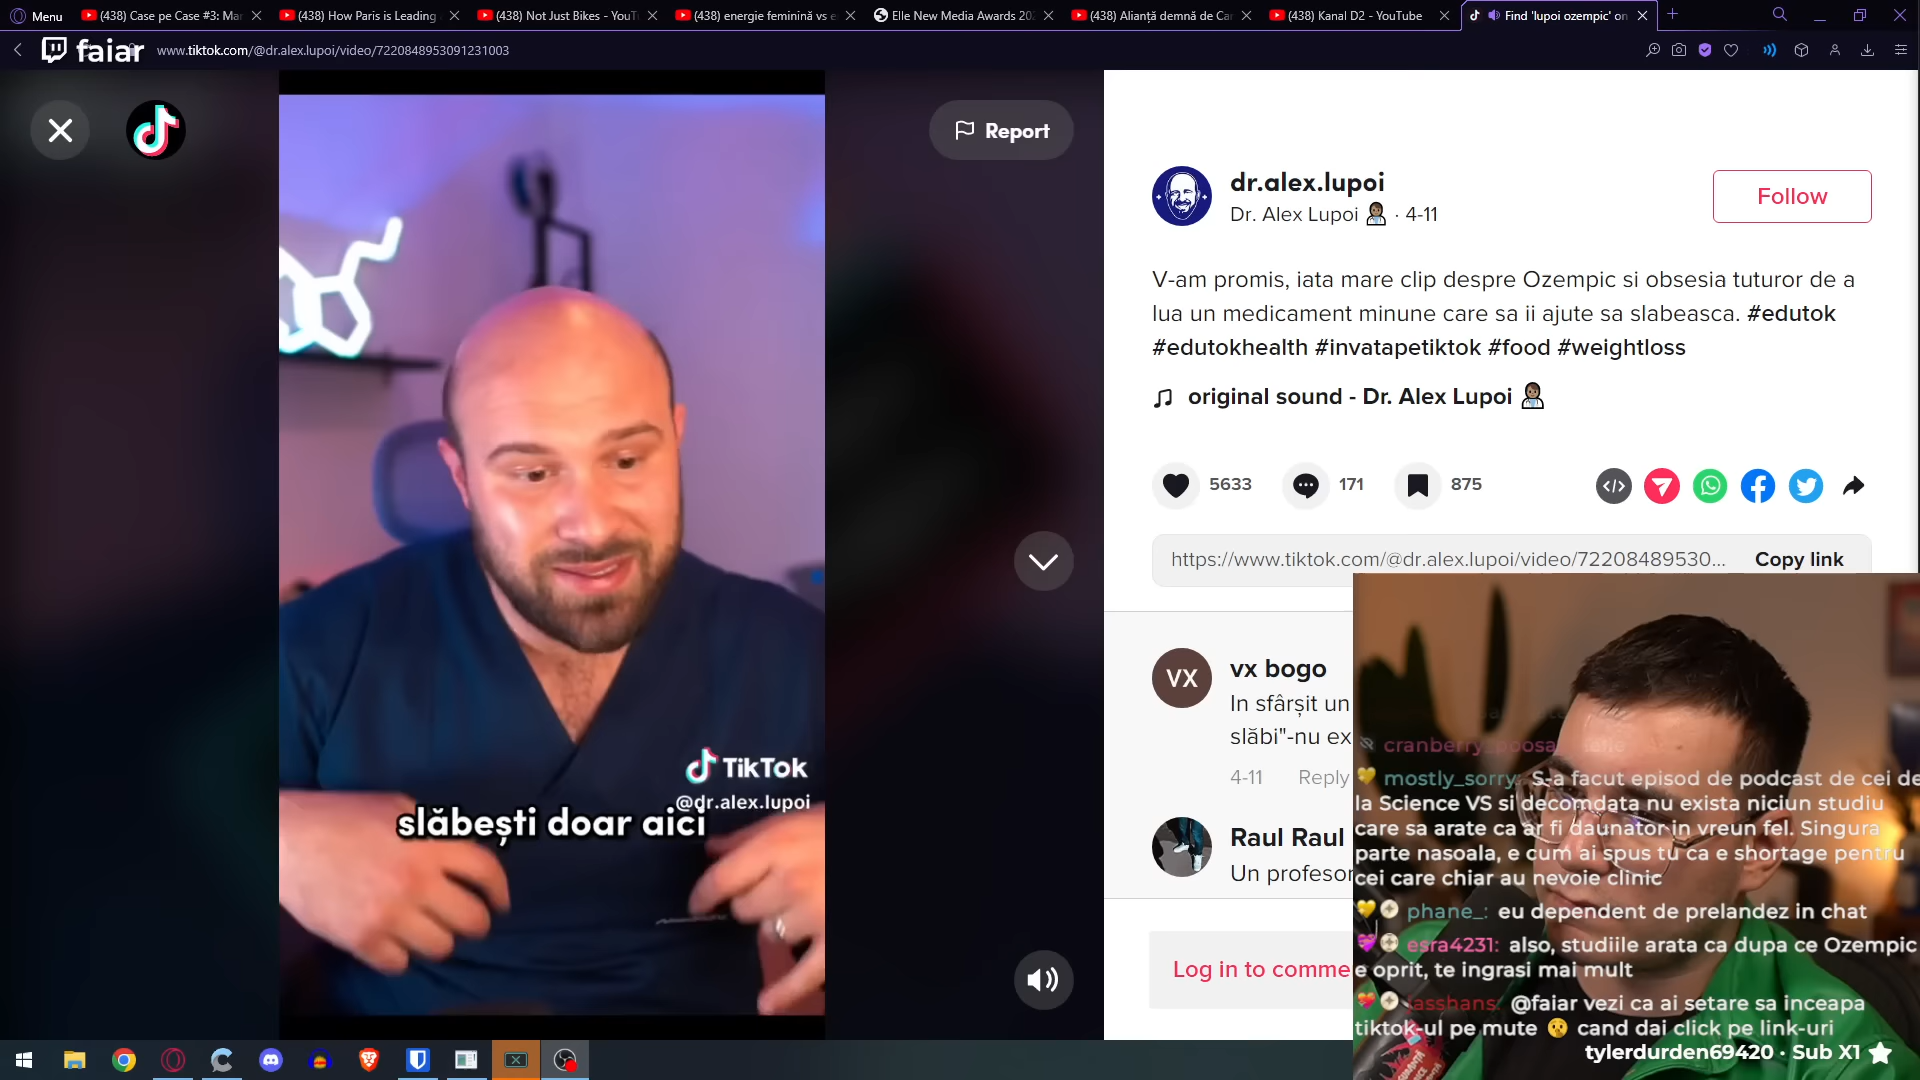 Menu
(438) Case pe Case #3: Mar
(438) How Paris is Leading
(438) Not Just Bikes - YouT
(438) energie feminină vs e
Elle New Media Awards 202
(438) Alianță demnă de Car
(438) Kanal D2 - YouTube
Find 'lupoi ozempic' on
faiar
www.tiktok.com/@dr.alex.lupoi/video/7220848953091231003
Report
dr.alex.lupoi
Dr. Alex Lupoi · 4-11
Follow
V-am promis, iata mare clip despre Ozempic si obsesia tuturor de a
lua un medicament minune care sa ii ajute sa slabeasca. #edutok
#edutokhealth #invatapetiktok #food #weightloss
original sound - Dr. Alex Lupoi
5633
171
875
https://www.tiktok.com/@dr.alex.lupoi/video/72208489530...
Copy link
VX
vx bogo
In sfârșit un
slăbi"-nu ex
4-11 Reply
Raul Raul
Un profesor
Log in to comme
TikTok
@dr.alex.lupoi
slăbești doar aici
mostly_sorry: S-a facut episod de podcast de cei de
la Science VS si decomdata nu exista niciun studiu
care sa arate ca ar fi daunator in vreun fel. Singura
parte nasoala, e cum ai spus tu ca e shortage pentru
cei care chiar au nevoie clinic
phane_: eu dependent de prelandez in chat
esra4231: also, studiile arata ca dupa ce Ozempic
e oprit, te ingrasi mai mult
@faiar vezi ca ai setare sa inceapa
tiktok-ul pe mute cand dai click pe link-uri
tylerdurden69420 · Sub X1